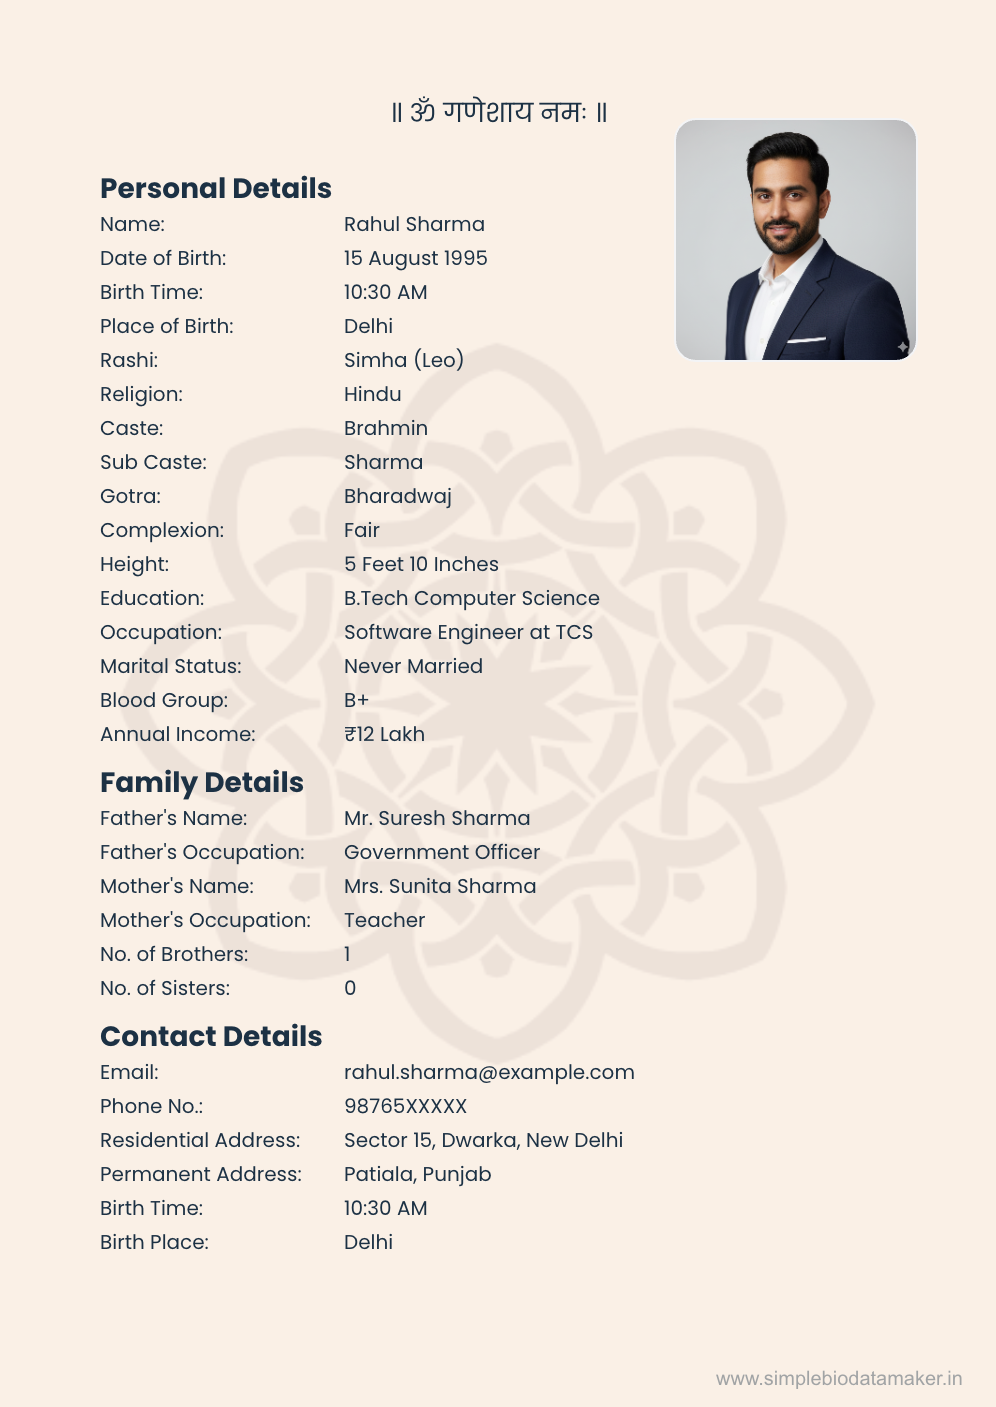 ॥ ॐ गणेशाय नमः ॥
Personal Details
Name: Rahul Sharma
Date of Birth: 15 August 1995
Birth Time: 10:30 AM
Place of Birth: Delhi
Rashi: Simha (Leo)
Religion: Hindu
Caste: Brahmin
Sub Caste: Sharma
Gotra: Bharadwaj
Complexion: Fair
Height: 5 Feet 10 Inches
Education: B.Tech Computer Science
Occupation: Software Engineer at TCS
Marital Status: Never Married
Blood Group: B+
Annual Income: ₹12 Lakh
Family Details
Father's Name: Mr. Suresh Sharma
Father's Occupation: Government Officer
Mother's Name: Mrs. Sunita Sharma
Mother's Occupation: Teacher
No. of Brothers: 1
No. of Sisters: 0
Contact Details
Email: rahul.sharma@example.com
Phone No.: 98765XXXXX
Residential Address: Sector 15, Dwarka, New Delhi
Permanent Address: Patiala, Punjab
Birth Time: 10:30 AM
Birth Place: Delhi
www.simplebiodatamaker.in